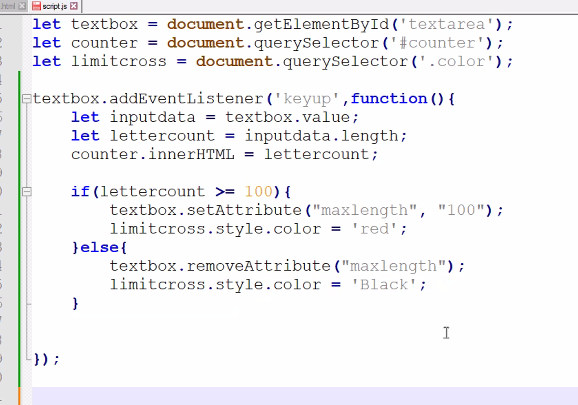 .html script.js
let textbox = document.getElementById('textarea');
let counter = document.querySelector('#counter');
let limitcross = document.querySelector('.color');
textbox.addEventListener('keyup',function(){
let inputdata = textbox.value;
let lettercount = inputdata.length;
counter.innerHTML = lettercount;
if(lettercount >= 100){
textbox.setAttribute("maxlength", "100");
limitcross.style.color = 'red';
}else{
textbox.removeAttribute("maxlength");
limitcross.style.color = 'Black';
}
});